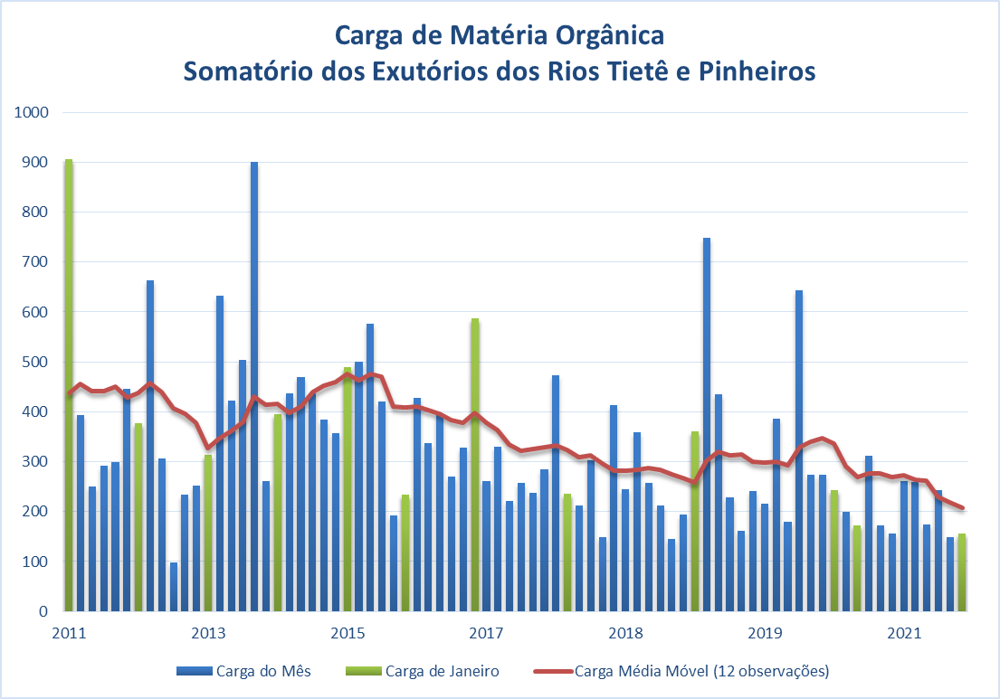 Carga de Matéria Orgânica
Somatório dos Exutórios dos Rios Tietê e Pinheiros
1000
900
800
700
600
500
400
300
200
100
0
2011 2013 2015 2017 2018 2019 2021
Carga do Mês Carga de Janeiro Carga Média Móvel (12 observações)